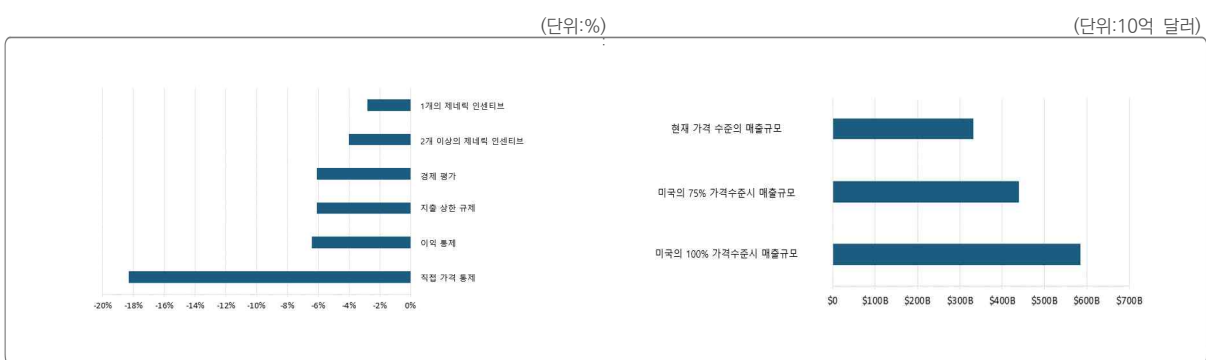 (단위:%)
(단위:10억 달러)
1개의 제네릭 인센티브
2개 이상의 제네릭 인센티브
경제 평가
지출 상한 규제
이익 통제
직접 가격 통제
-20% -18% -16% -14% -12% -10% -8% -6% -4% -2% 0%
현재 가격 수준의 매출규모
미국의 75% 가격수준시 매출규모
미국의 100% 가격수준시 매출규모
$0 $100B $200B $300B $400B $500B $600B $700B